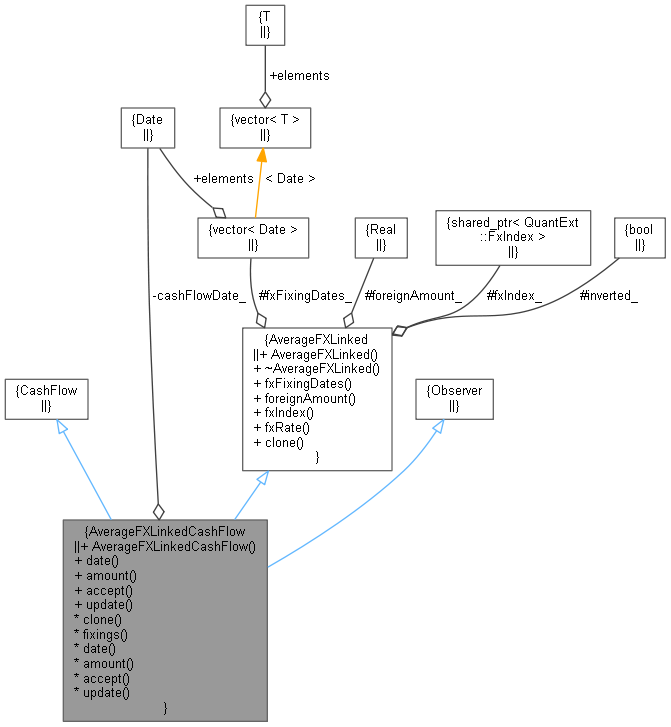 {T
||}
+elements
{Date
||}
{vector< T >
||}
+elements
< Date >
{vector< Date >
||}
{Real
||}
{shared_ptr< QuantExt
::FxIndex >
||}
{bool
||}
-cashFlowDate_
#fxFixingDates_
#foreignAmount_
#fxIndex_
#inverted_
{AverageFXLinked
||+ AverageFXLinked()
+ ~AverageFXLinked()
+ fxFixingDates()
+ foreignAmount()
+ fxIndex()
+ fxRate()
+ clone()
}
{CashFlow
||}
{Observer
||}
{AverageFXLinkedCashFlow
||+ AverageFXLinkedCashFlow()
+ date()
+ amount()
+ accept()
+ update()
* clone()
* fixings()
* date()
* amount()
* accept()
* update()
}